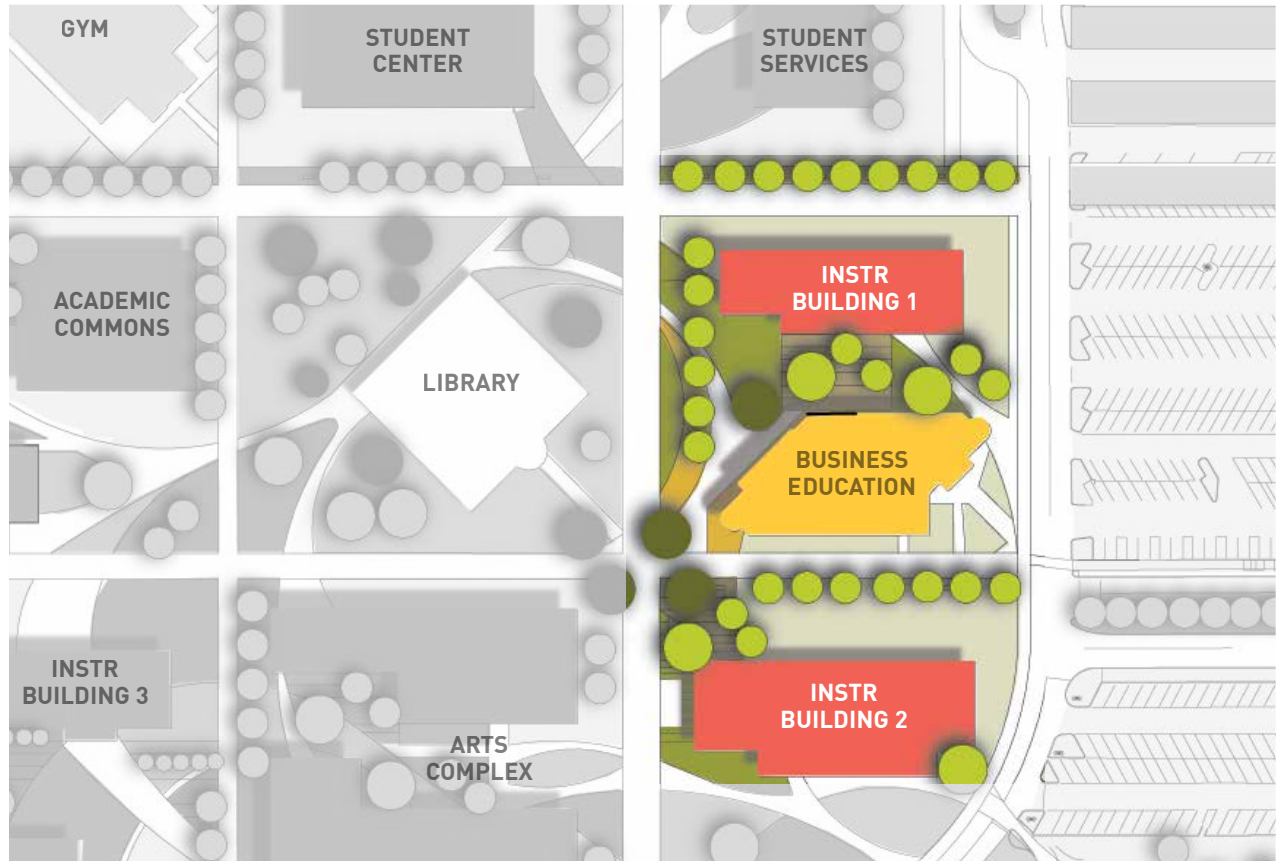 GYM
STUDENT
CENTER
STUDENT
SERVICES
ACADEMIC
COMMONS
LIBRARY
INSTR
BUILDING 1
BUSINESS
EDUCATION
INSTR
BUILDING 3
ARTS
COMPLEX
INSTR
BUILDING 2